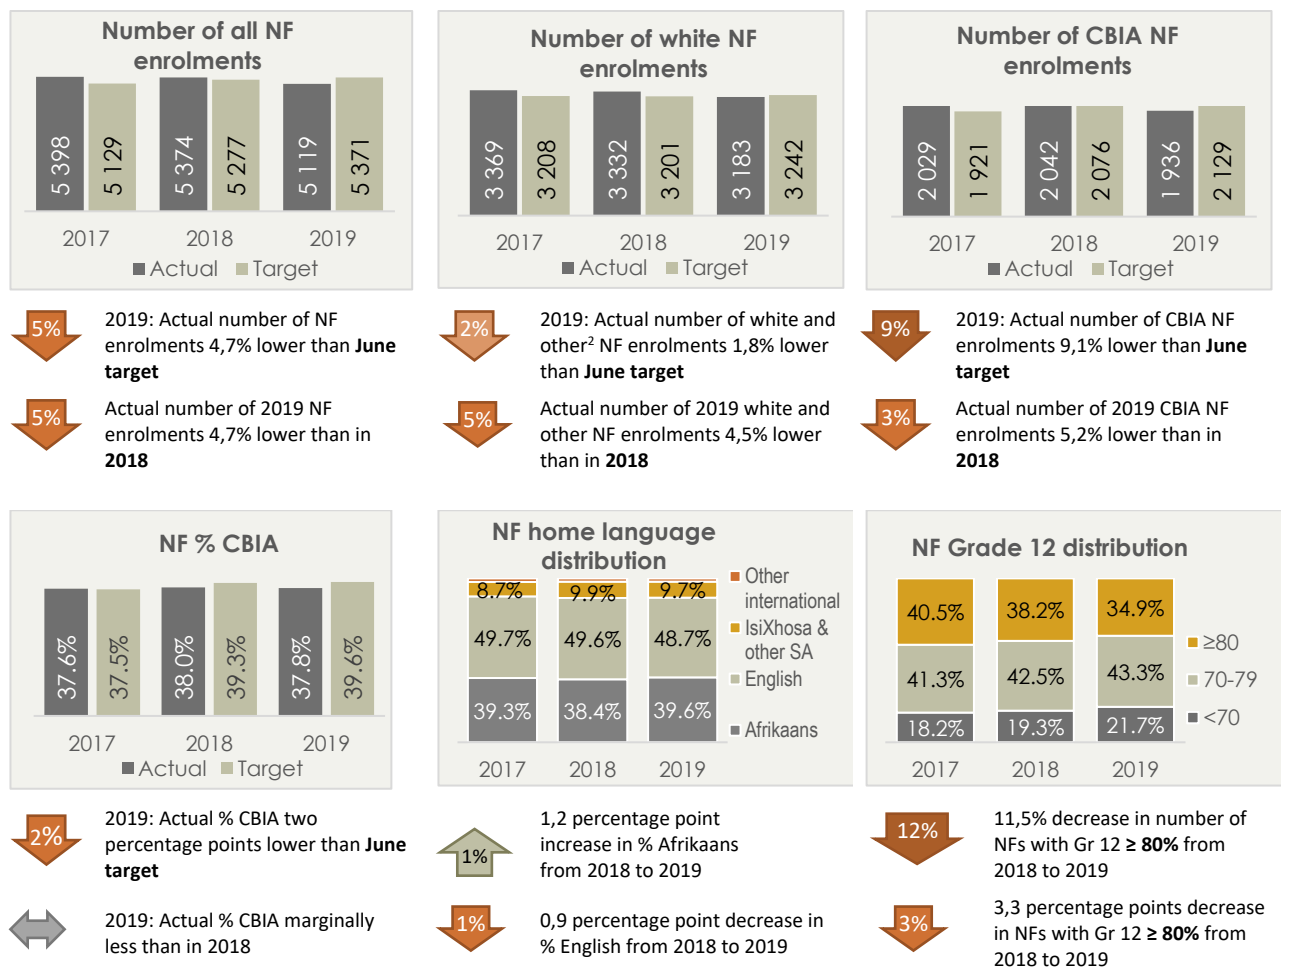 Number of all NF
enrolments
5 398
5 129
5 374
5 277
5 119
5 371
2017
2018
2019
Actual
Target
Number of white NF
enrolments
3 369
3 208
3 332
3 201
3 183
3 242
2017
2018
2019
Actual
Target
Number of CBIA NF
enrolments
2 029
1 921
2 042
2 076
1 936
2 129
2017
2018
2019
Actual
Target
5%
2019: Actual number of NF
enrolments 4,7% lower than June
target
5%
Actual number of 2019 NF
enrolments 4,7% lower than in
2018
2%
2019: Actual number of white and
other² NF enrolments 1,8% lower
than June target
5%
Actual number of 2019 white and
other NF enrolments 4,5% lower
than in 2018
9%
2019: Actual number of CBIA NF
enrolments 9,1% lower than June
target
3%
Actual number of 2019 CBIA NF
enrolments 5,2% lower than in
2018
NF % CBIA
37.6%
37.5%
38.0%
39.3%
37.8%
39.6%
2017
2018
2019
Actual
Target
NF home language
distribution
8.7%
9.9%
9.7%
49.7%
49.6%
48.7%
39.3%
38.4%
39.6%
2017
2018
2019
Other
international
IsiXhosa &
other SA
English
Afrikaans
NF Grade 12 distribution
40.5%
38.2%
34.9%
41.3%
42.5%
43.3%
18.2%
19.3%
21.7%
2017
2018
2019
≥80
70-79
<70
2%
2019: Actual % CBIA two
percentage points lower than June
target
2019: Actual % CBIA marginally
less than in 2018
1%
1,2 percentage point
increase in % Afrikaans
from 2018 to 2019
1%
0,9 percentage point decrease in
% English from 2018 to 2019
12%
11,5% decrease in number of
NFs with Gr 12 ≥ 80% from
2018 to 2019
3%
3,3 percentage points decrease
in NFs with Gr 12 ≥ 80% from
2018 to 2019